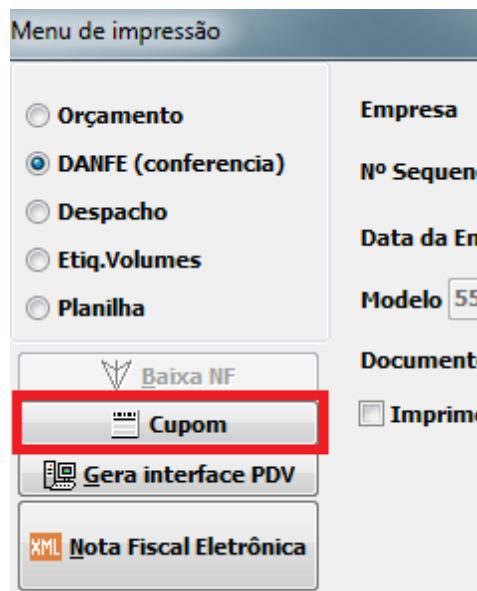 Menu de impressão
Orçamento
DANFE (conferencia)
Despacho
Etiq.Volumes
Planilha
Empresa
Nº Sequen
Data da
Modelo 55
Document
Baixa NF
Cupom
Gera interface PDV
XML Nota Fiscal Eletrônica
Imprim